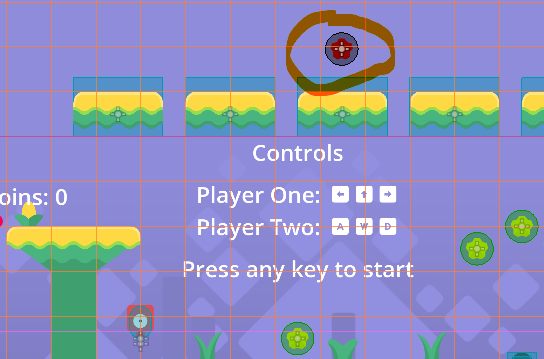 Controls
oins: 0
Player One: ← ↑ →
Player Two: A W D
Press any key to start